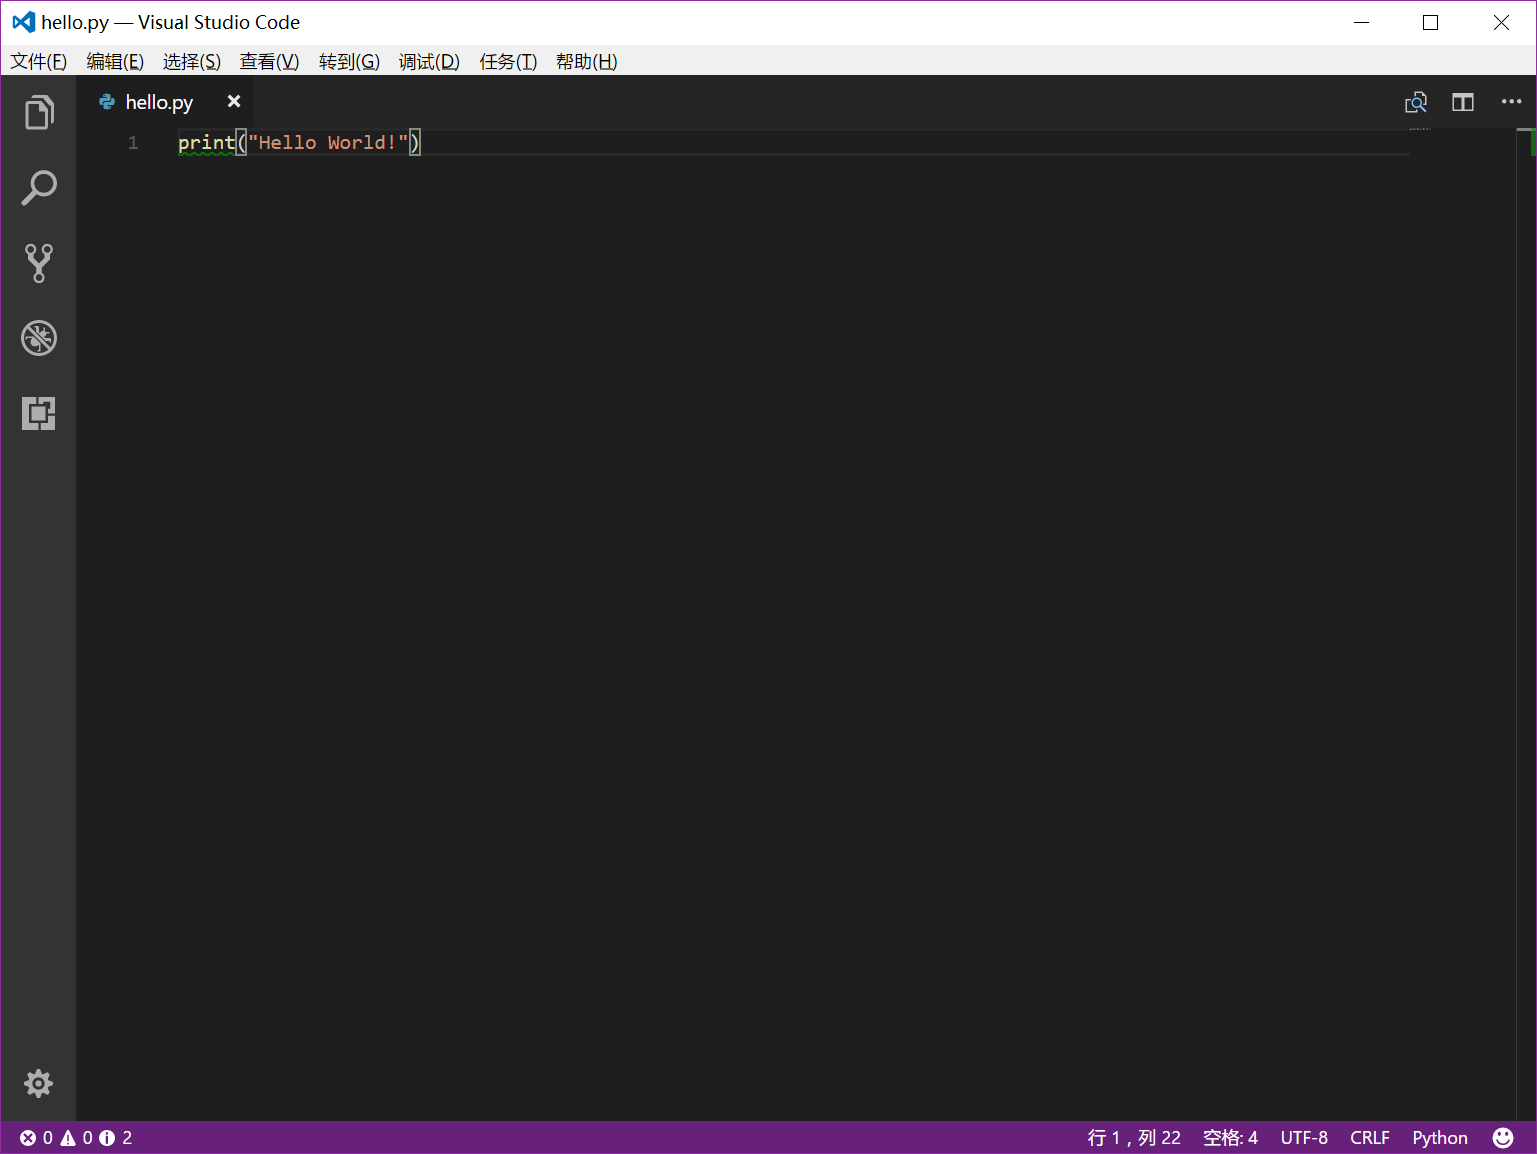 hello.py — Visual Studio Code
文件(F) 编辑(E) 选择(S) 查看(V) 转到(G) 调试(D) 任务(T) 帮助(H)
hello.py
1 print("Hello World!")
0 0 2 行 1，列 22 空格: 4 UTF-8 CRLF Python